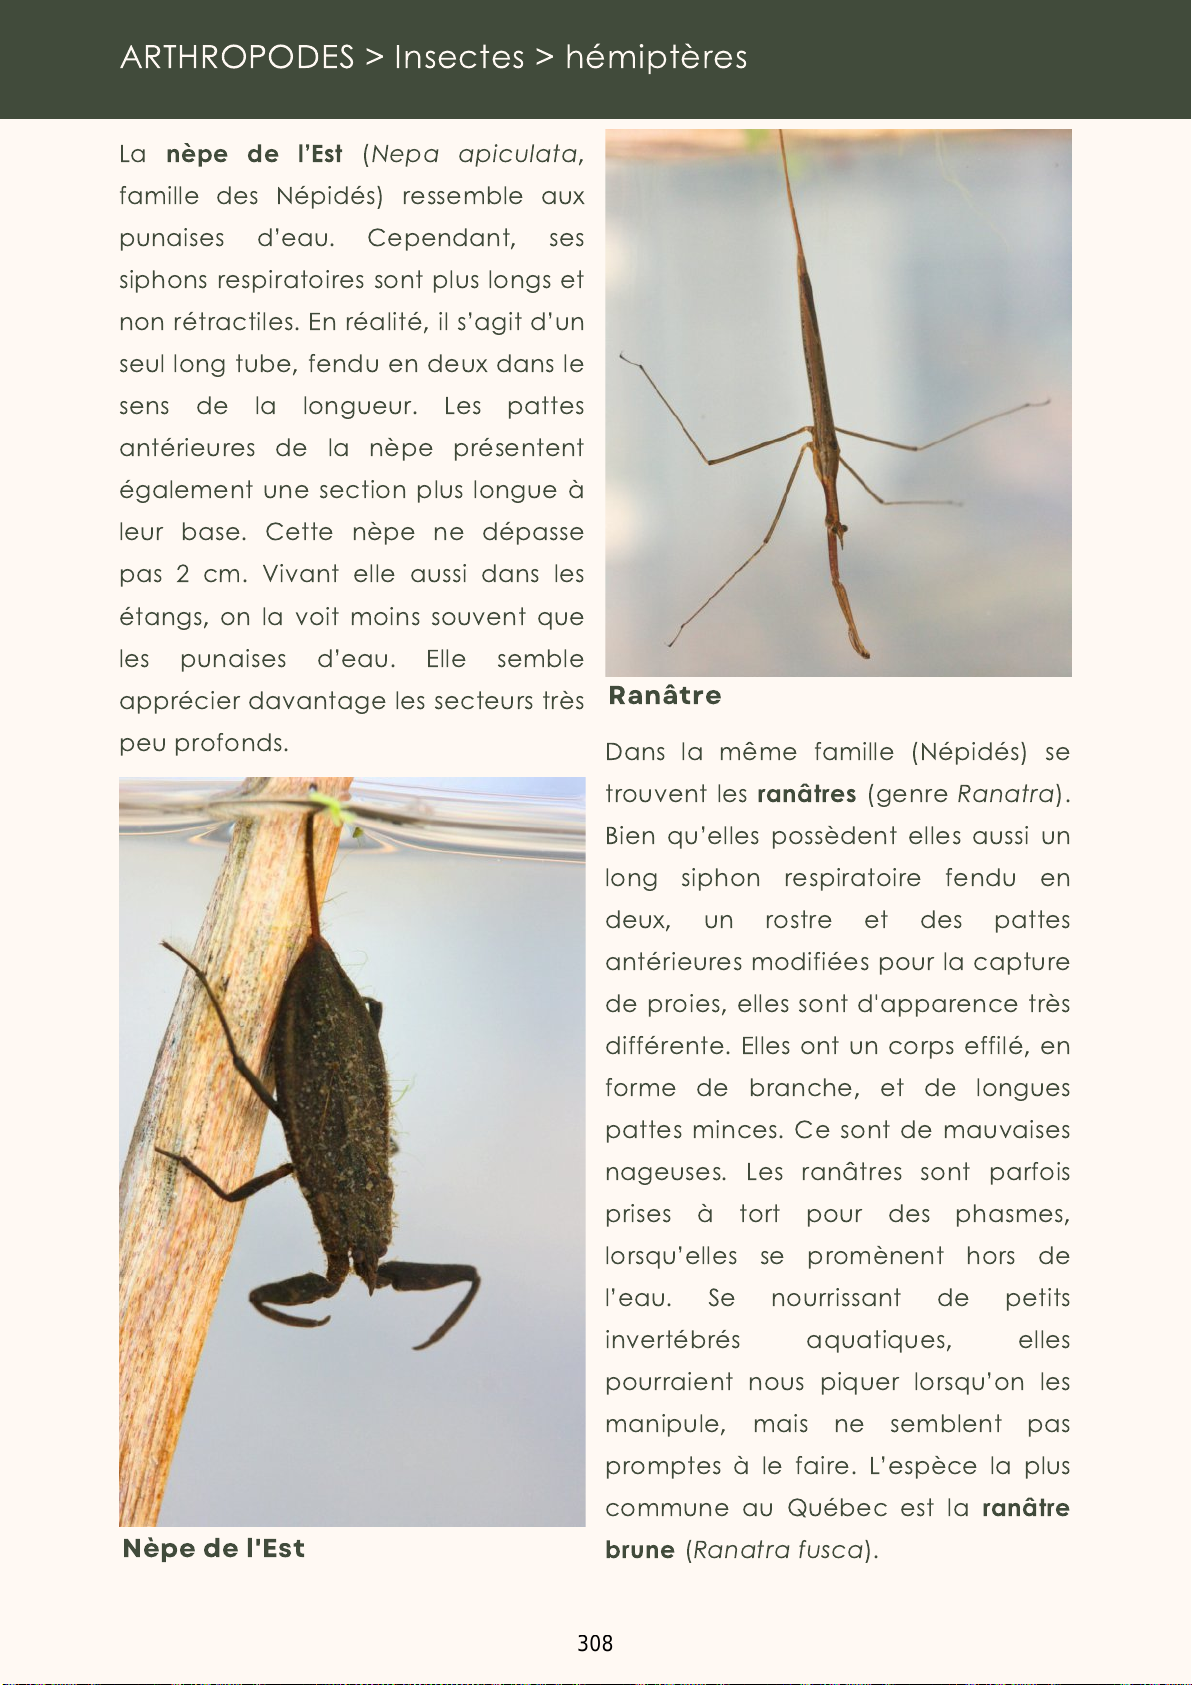 ARTHROPODES > Insectes > hémiptères
La nèpe de l'Est (Nepa apiculata,
famille des Népidés) ressemble aux
punaises d'eau. Cependant, ses
siphons respiratoires sont plus longs et
non rétractiles. En réalité, il s'agit d'un
seul long tube, fendu en deux dans le
sens de la longueur. Les pattes
antérieures de la nèpe présentent
également une section plus longue à
leur base. Cette nèpe ne dépasse
pas 2 cm. Vivant elle aussi dans les
étangs, on la voit moins souvent que
les punaises d'eau. Elle semble
apprécier davantage les secteurs très
peu profonds.
Nèpe de l'Est
Ranâtre
Dans la même famille (Népidés) se
trouvent les ranâtres (genre Ranatra).
Bien qu'elles possèdent elles aussi un
long siphon respiratoire fendu en
deux, un rostre et des pattes
antérieures modifiées pour la capture
de proies, elles sont d'apparence très
différente. Elles ont un corps effilé, en
forme de branche, et de longues
pattes minces. Ce sont de mauvaises
nageuses. Les ranâtres sont parfois
prises à tort pour des phasmes,
lorsqu'elles se promènent hors de
l'eau. Se nourrissant de petits
invertébrés aquatiques, elles
pourraient nous piquer lorsqu'on les
manipule, mais ne semblent pas
promptes à le faire. L'espèce la plus
commune au Québec est la ranâtre
brune (Ranatra fusca).
308